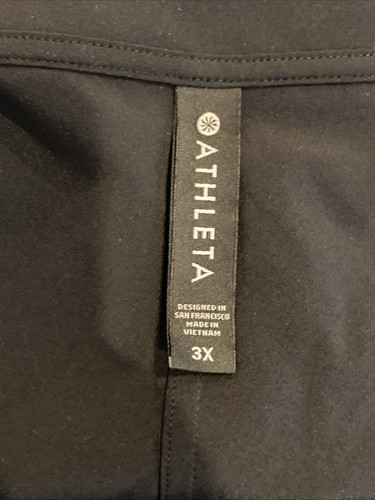 ATHLETA
DESIGNED IN
SAN FRANCISCO
MADE IN
VIETNAM
3X